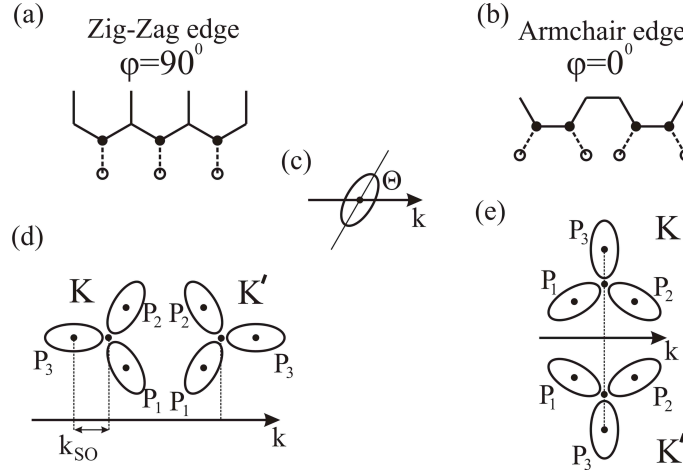 (a)
Zig-Zag edge
φ=90⁰
(b)
Armchair edge
φ=0⁰
(c)
Θ
k
(d)
K
K′
P₂
P₂
P₃
P₃
P₁
P₁
k_SO
k
(e)
P₃
K
P₁
P₂
k
P₁
P₂
P₃
K′